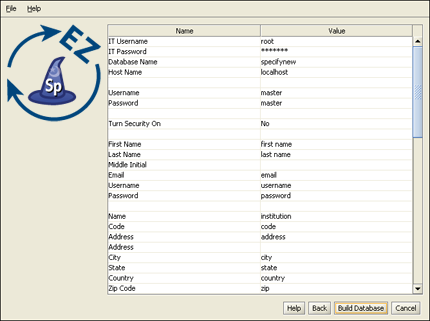 File Help
EZ
Sp
Name Value
IT Username root
IT Password *******
Database Name specifynew
Host Name localhost
Username master
Password master
Turn Security On No
First Name first name
Last Name last name
Middle Initial
Email email
Username username
Password password
Name institution
Code code
Address address
Address
City city
State state
Country country
Zip Code zip
Help Back Build Database Cancel